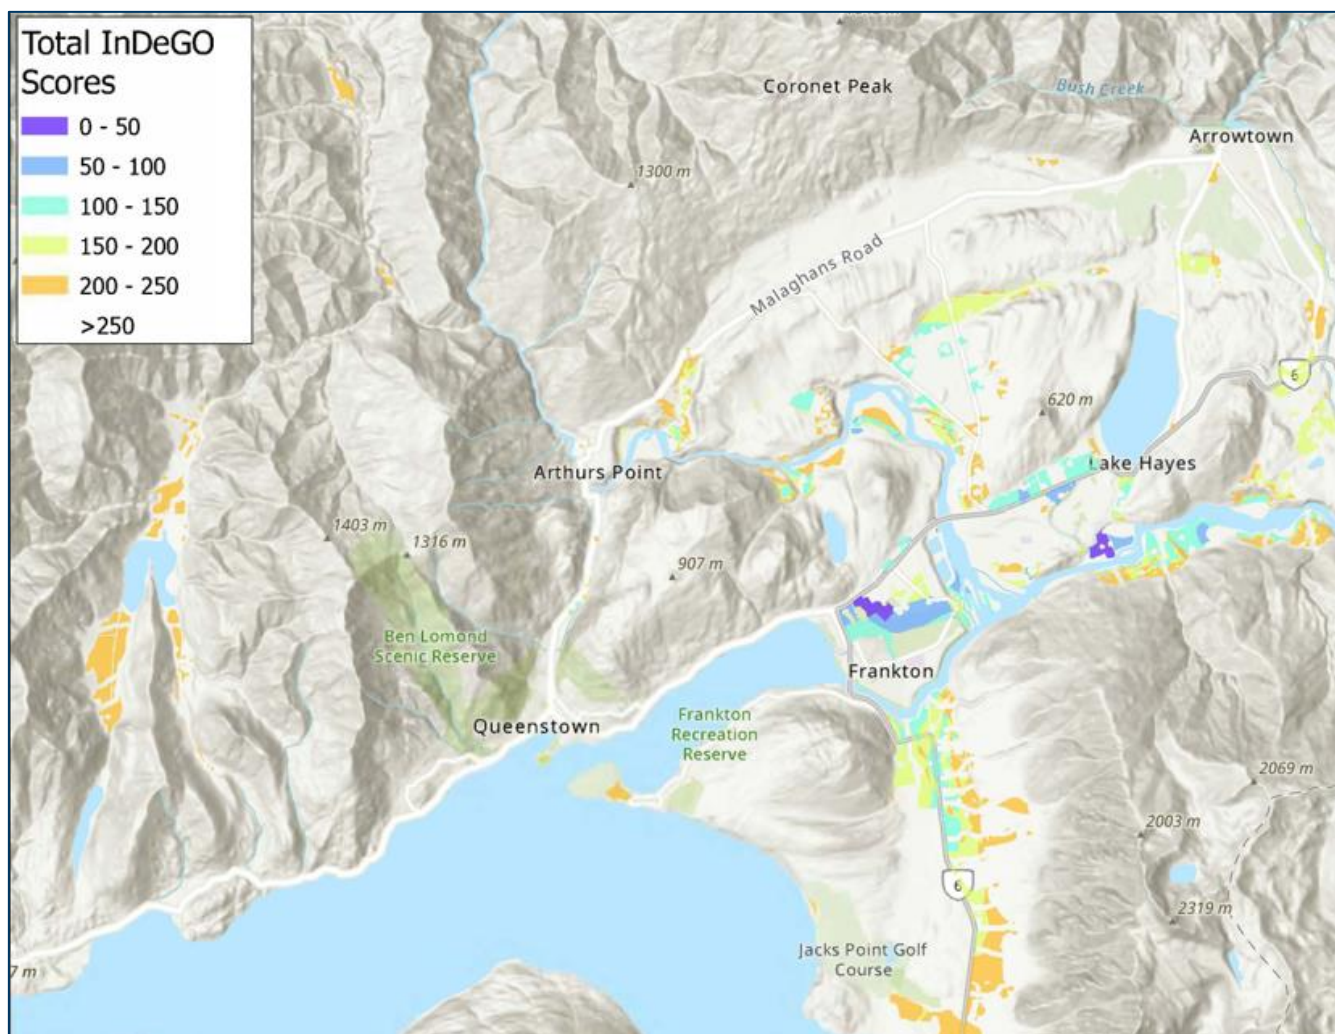 Total InDeGO
Scores
0 - 50
50 - 100
100 - 150
150 - 200
200 - 250
>250
Coronet Peak
Bush Creek
Arrowtown
1300 m
Malaghans Road
6
620 m
Arthurs Point
Lake Hayes
1403 m
1316 m
907 m
Ben Lomond
Scenic Reserve
Frankton
Queenstown
Frankton
Recreation
Reserve
2069 m
2003 m
6
2319 m
Jacks Point Golf
Course
7 m